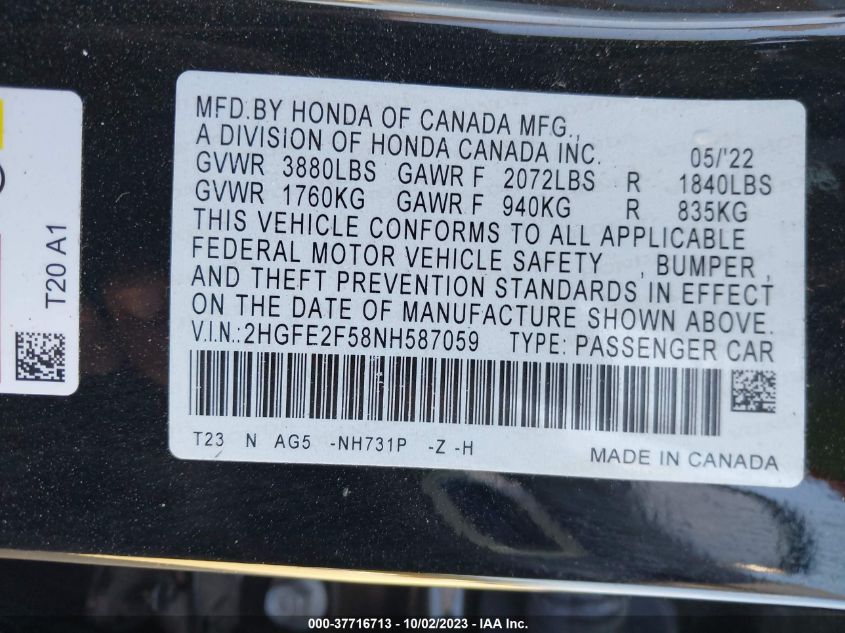 MFD.BY HONDA OF CANADA MFG.,
A DIVISION OF HONDA CANADA INC. 05/'22
GVWR 3880LBS GAWR F 2072LBS R 1840LBS
GVWR 1760KG GAWR F 940KG R 835KG
THIS VEHICLE CONFORMS TO ALL APPLICABLE
FEDERAL MOTOR VEHICLE SAFETY , BUMPER ,
AND THEFT PREVENTION STANDARDS IN EFFECT
ON THE DATE OF MANUFACTURE SHOWN ABOVE.
V.I.N.:2HGFE2F58NH587059 TYPE: PASSENGER CAR
T23 N AG5 -NH731P -Z -H
MADE IN CANADA
T20 A1
000-37716713 - 10/02/2023 - IAA Inc.